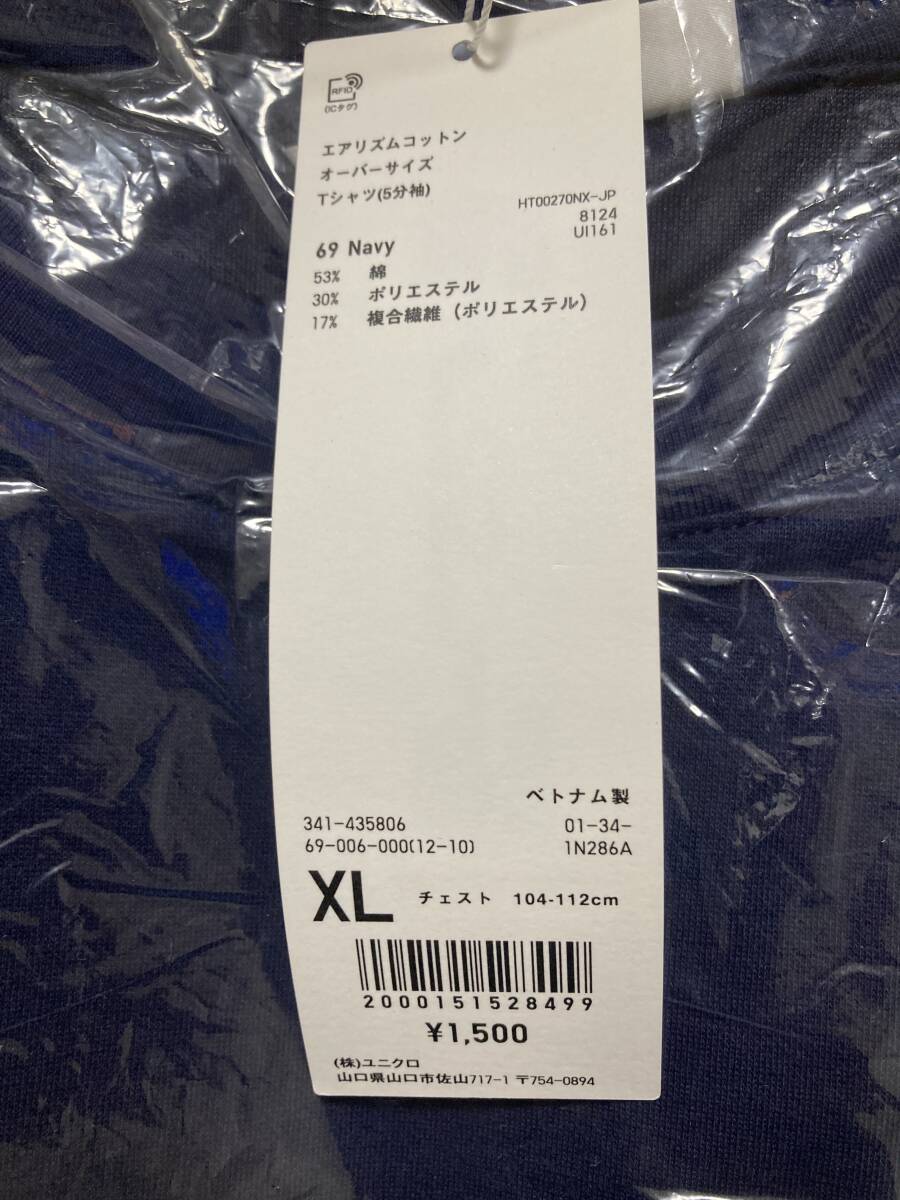 RFID
(ICタグ)
エアリズムコットン
オーバーサイズ
Tシャツ(5分袖)
HT00270NX-JP
8124
UI161
69 Navy
53% 綿
30% ポリエステル
17% 複合繊維（ポリエステル）
ベトナム製
341-435806 01-34-
69-006-000(12-10) 1N286A
XL チェスト 104-112cm
2000151528499
¥1,500
(株)ユニクロ
山口県山口市佐山717-1 〒754-0894